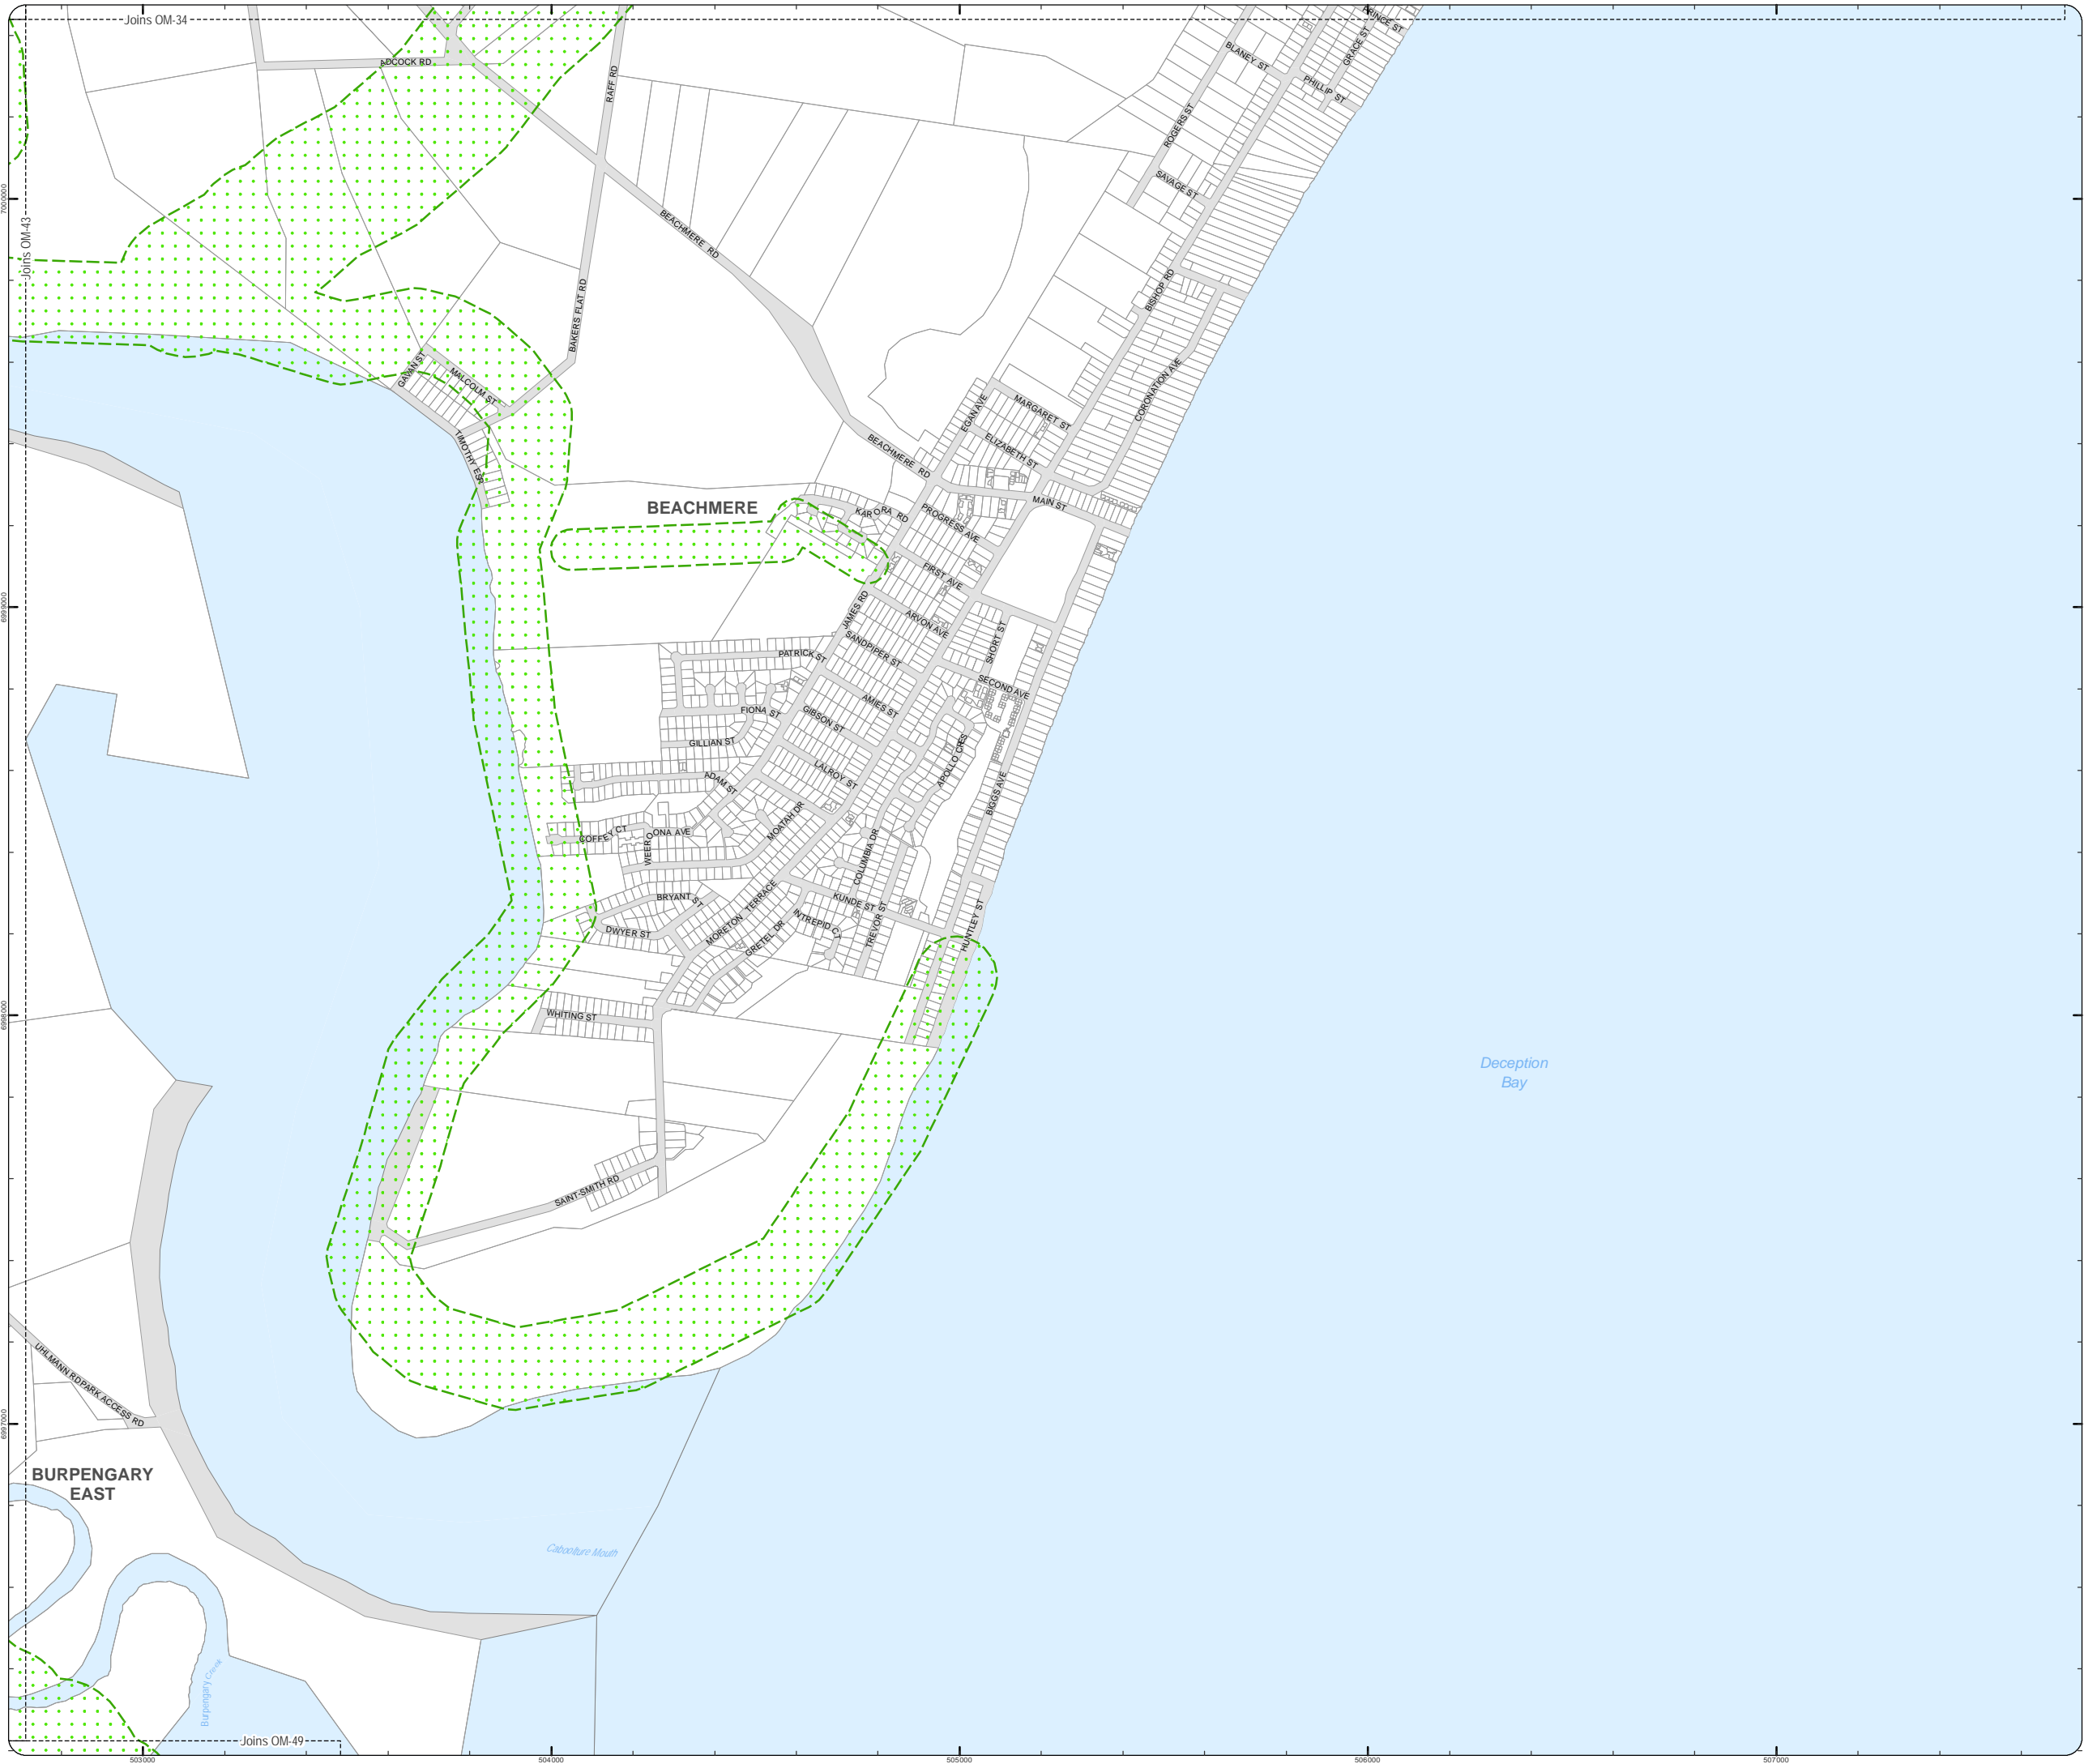 Joins OM-34
PRINCE ST
GRACE ST
BLANEY ST
ADCOCK RD
RAFF RD
PHILLIP ST
ROGERS ST
SAVAGE ST
7000000
Joins OM-43
BEACHMERE RD
BISHOP RD
BAKERS FLAT RD
GAVAN ST
MALCOLM ST
CORONATION AVE
EGAN AVE
MARGARET ST
ELIZABETH ST
TIMOTHY ESP
BEACHMERE RD
MAIN ST
BEACHMERE
KARORA RD
PROGRESS AVE
FIRST AVE
6999000
JAMES RD
ARVON AVE
SHORT ST
SANDPIPER ST
PATRICK ST
SECOND AVE
AMIES ST
FIONA ST
GIBSON ST
GILLIAN ST
APOLLO CRES
LALROY ST
ADAM ST
BIGGS AVE
MOATAH DR
COFFEY CT
WEEROONA AVE
COLUMBIA DR
BRYANT ST
MORETON TERRACE
KUNDE ST
INTREPID CT
TREVOR ST
HUNTLEY ST
DWYER ST
GRETEL DR
6998000
WHITING ST
Deception
Bay
SAINT-SMITH RD
UHLMANN RD PARK ACCESS RD
6997000
BURPENGARY
EAST
Caboolture Mouth
Burpengary Creek
Joins OM-49
503000
504000
505000
506000
507000